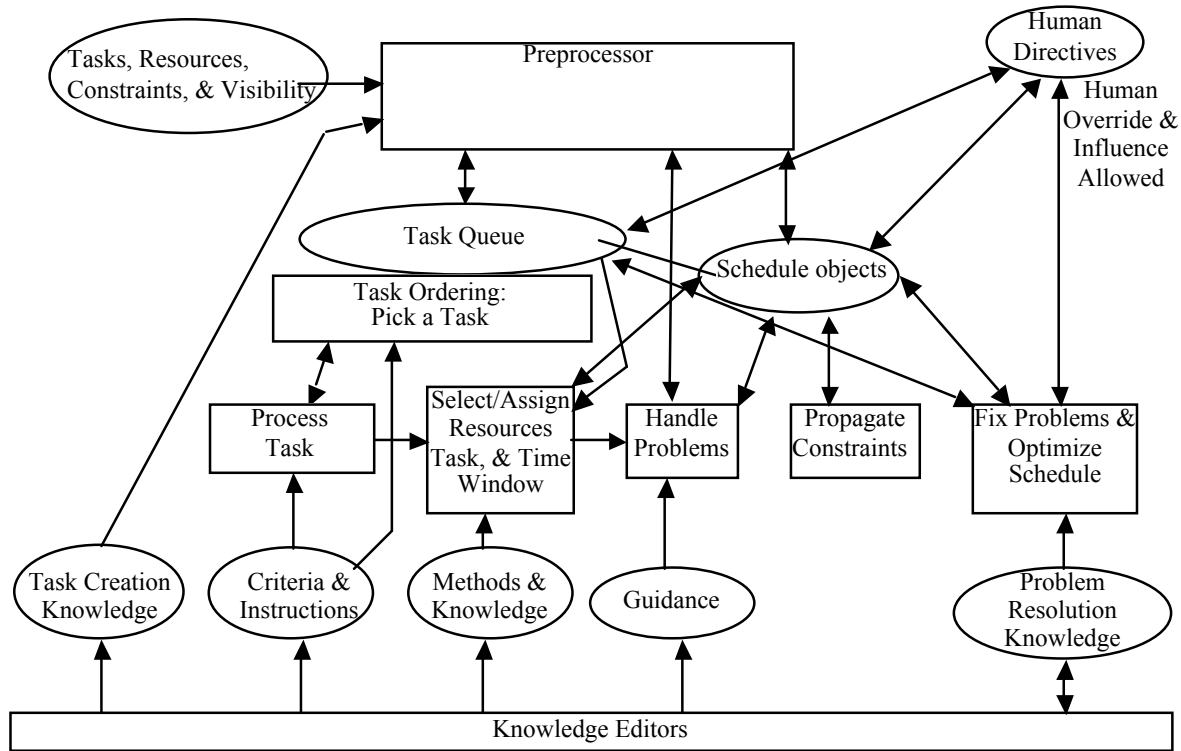 Tasks, Resources,
Constraints, & Visibility
Preprocessor
Human
Directives
Human
Override &
Influence
Allowed
Task Queue
Schedule objects
Task Ordering:
Pick a Task
Process
Task
Select/Assign
Resources
Task, & Time
Window
Handle
Problems
Propagate
Constraints
Fix Problems &
Optimize
Schedule
Task Creation
Knowledge
Criteria &
Instructions
Methods &
Knowledge
Guidance
Problem
Resolution
Knowledge
Knowledge Editors